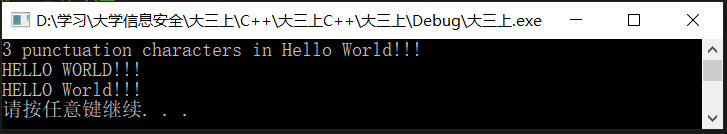 D:\学习\大学信息安全\大三上\C++\大三上C++\大三上\Debug\大三上.exe
3 punctuation characters in Hello World!!!
HELLO WORLD!!!
HELLO World!!!
请按任意键继续. . .